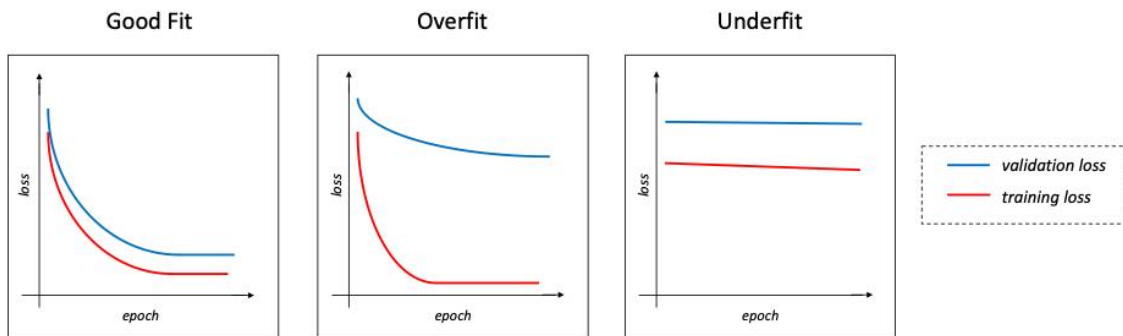 Good Fit
Overfit
Underfit
loss
epoch
loss
epoch
loss
epoch
validation loss
training loss